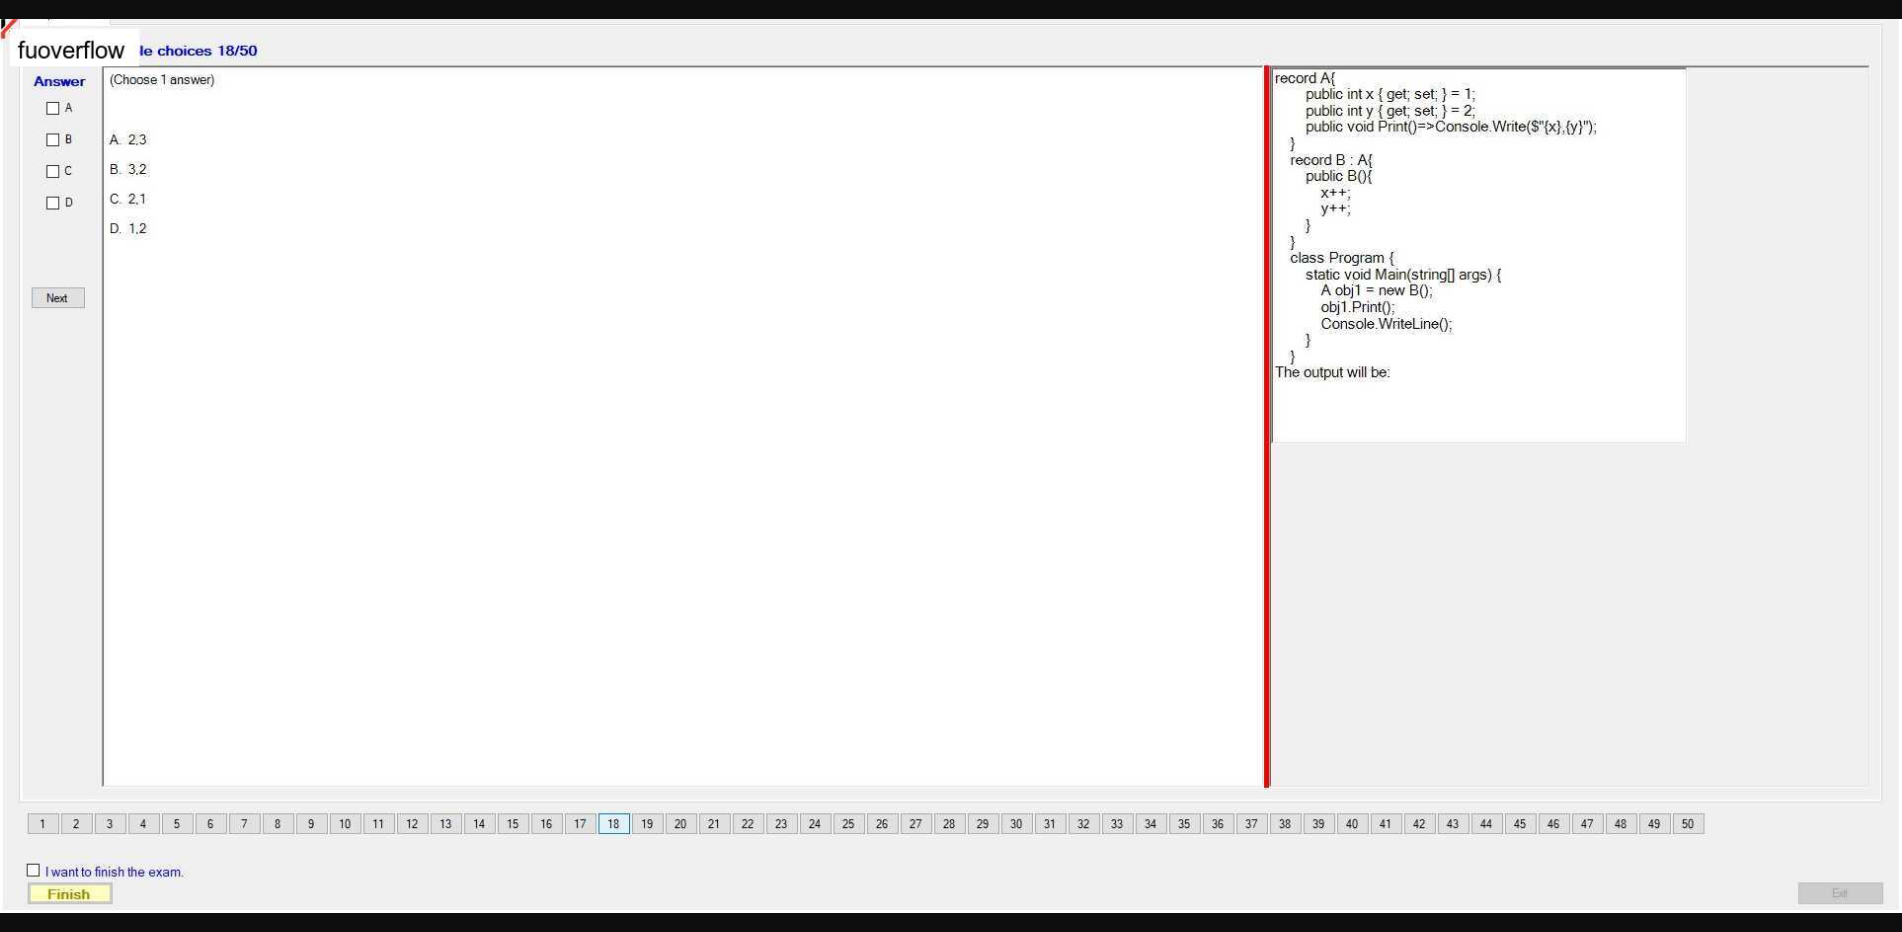 fuoverflow le choices 18/50
Answer
A
B
C
D
Next
(Choose 1 answer)
A. 2,3
B. 3,2
C. 2,1
D. 1,2
record A{
public int x { get; set; } = 1;
public int y { get; set; } = 2;
public void Print()=>Console.Write($"{x},{y}");
}
record B : A{
public B(){
x++;
y++;
}
}
class Program {
static void Main(string[] args) {
A obj1 = new B();
obj1.Print();
Console.WriteLine();
}
}
The output will be:
1 2 3 4 5 6 7 8 9 10 11 12 13 14 15 16 17 18 19 20 21 22 23 24 25 26 27 28 29 30 31 32 33 34 35 36 37 38 39 40 41 42 43 44 45 46 47 48 49 50
I want to finish the exam.
Finish
Exit